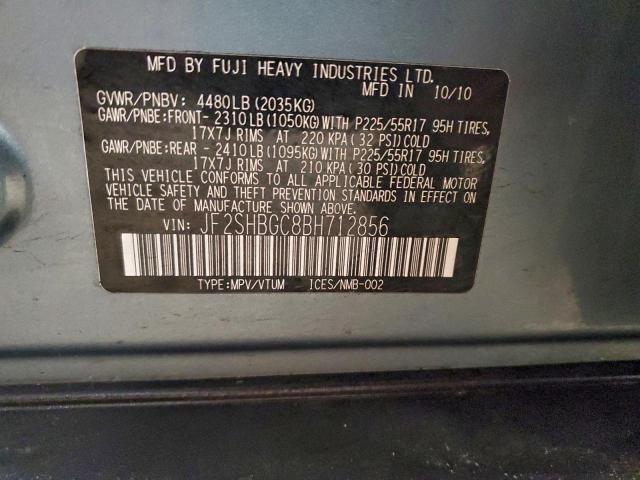 MFD BY FUJI HEAVY INDUSTRIES LTD.
MFD IN 10/10
GVWR/PNBV: 4480LB(2035KG)
GAWR/PNBE:FRONT- 2310LB(1050KG)WITH P225/55R17 95H TIRES,
17X7J RIMS AT 220 KPA(32 PSI)COLD
GAWR/PNBE:REAR - 2410LB(1095KG)WITH P225/55R17 95H TIRES,
17X7J RIMS AT 210 KPA(30 PSI)COLD
THIS VEHICLE CONFORMS TO ALL APPLICABLE FEDERAL MOTOR
VEHICLE SAFETY AND THEFT PREVENTION STANDARDS IN EFFECT ON
THE DATE OF MANUFACTURE SHOWN ABOVE.
VIN: JF2SHBGC8BH712856
TYPE:MPV/VTUM ICES/NMB-002